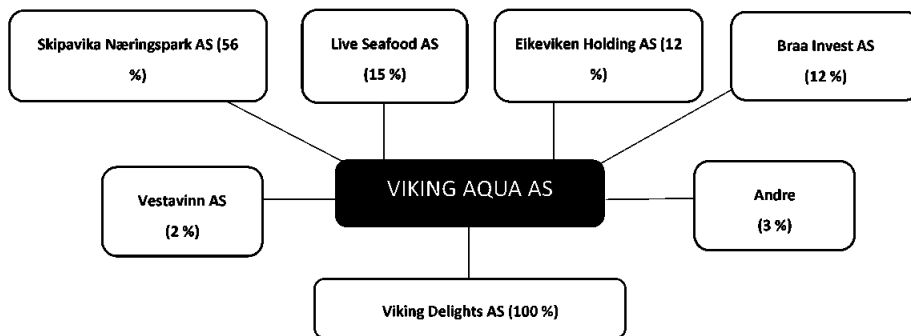 Skipavika Næringspark AS (56
%)
Live Seafood AS
(15 %)
Eikeviken Holding AS (12
%)
Braa Invest AS
(12 %)
VIKING AQUA AS
Vestavinn AS
(2 %)
Andre
(3 %)
Viking Delights AS (100 %)